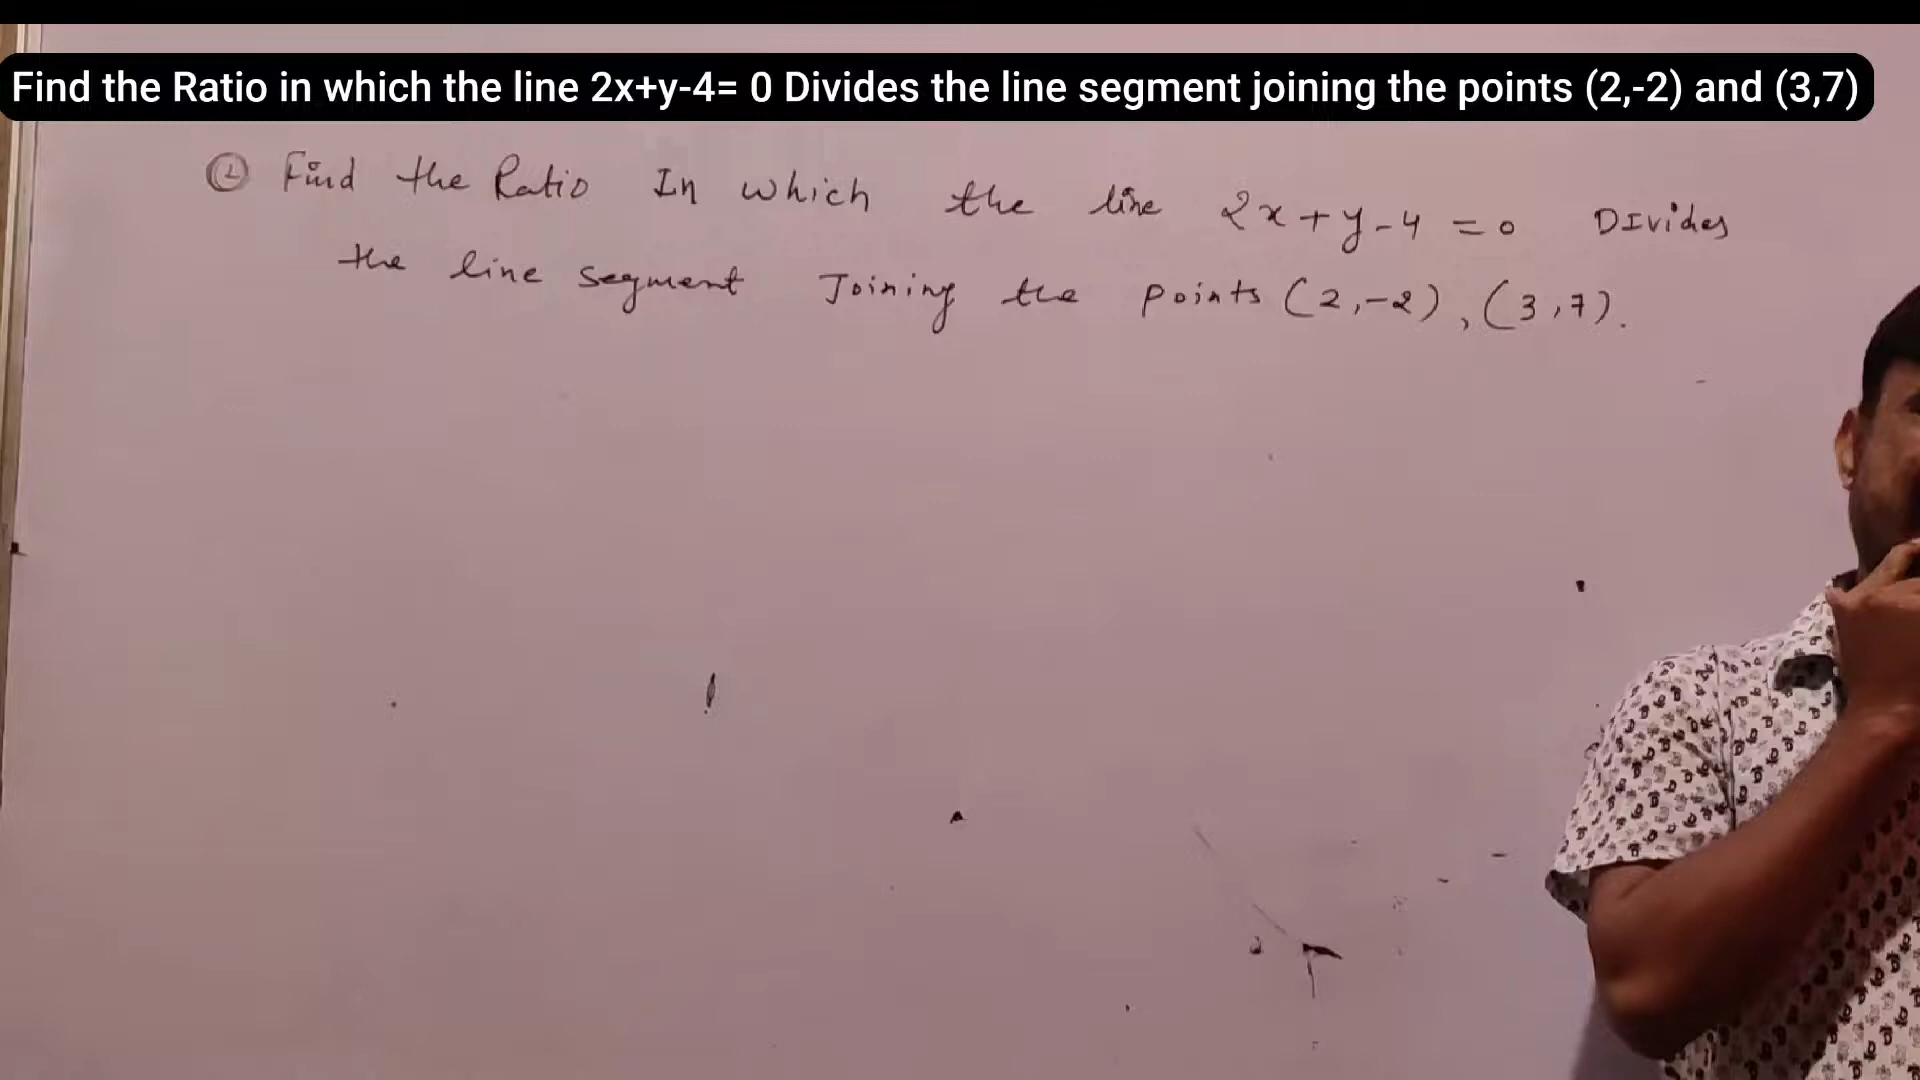 Find the Ratio in which the line 2x+y-4= 0 Divides the line segment joining the points (2,-2) and (3,7)
② Find the Ratio In which the line 2x+y-4=0 DIvides
the line segment Joining the points (2,-2), (3,7).